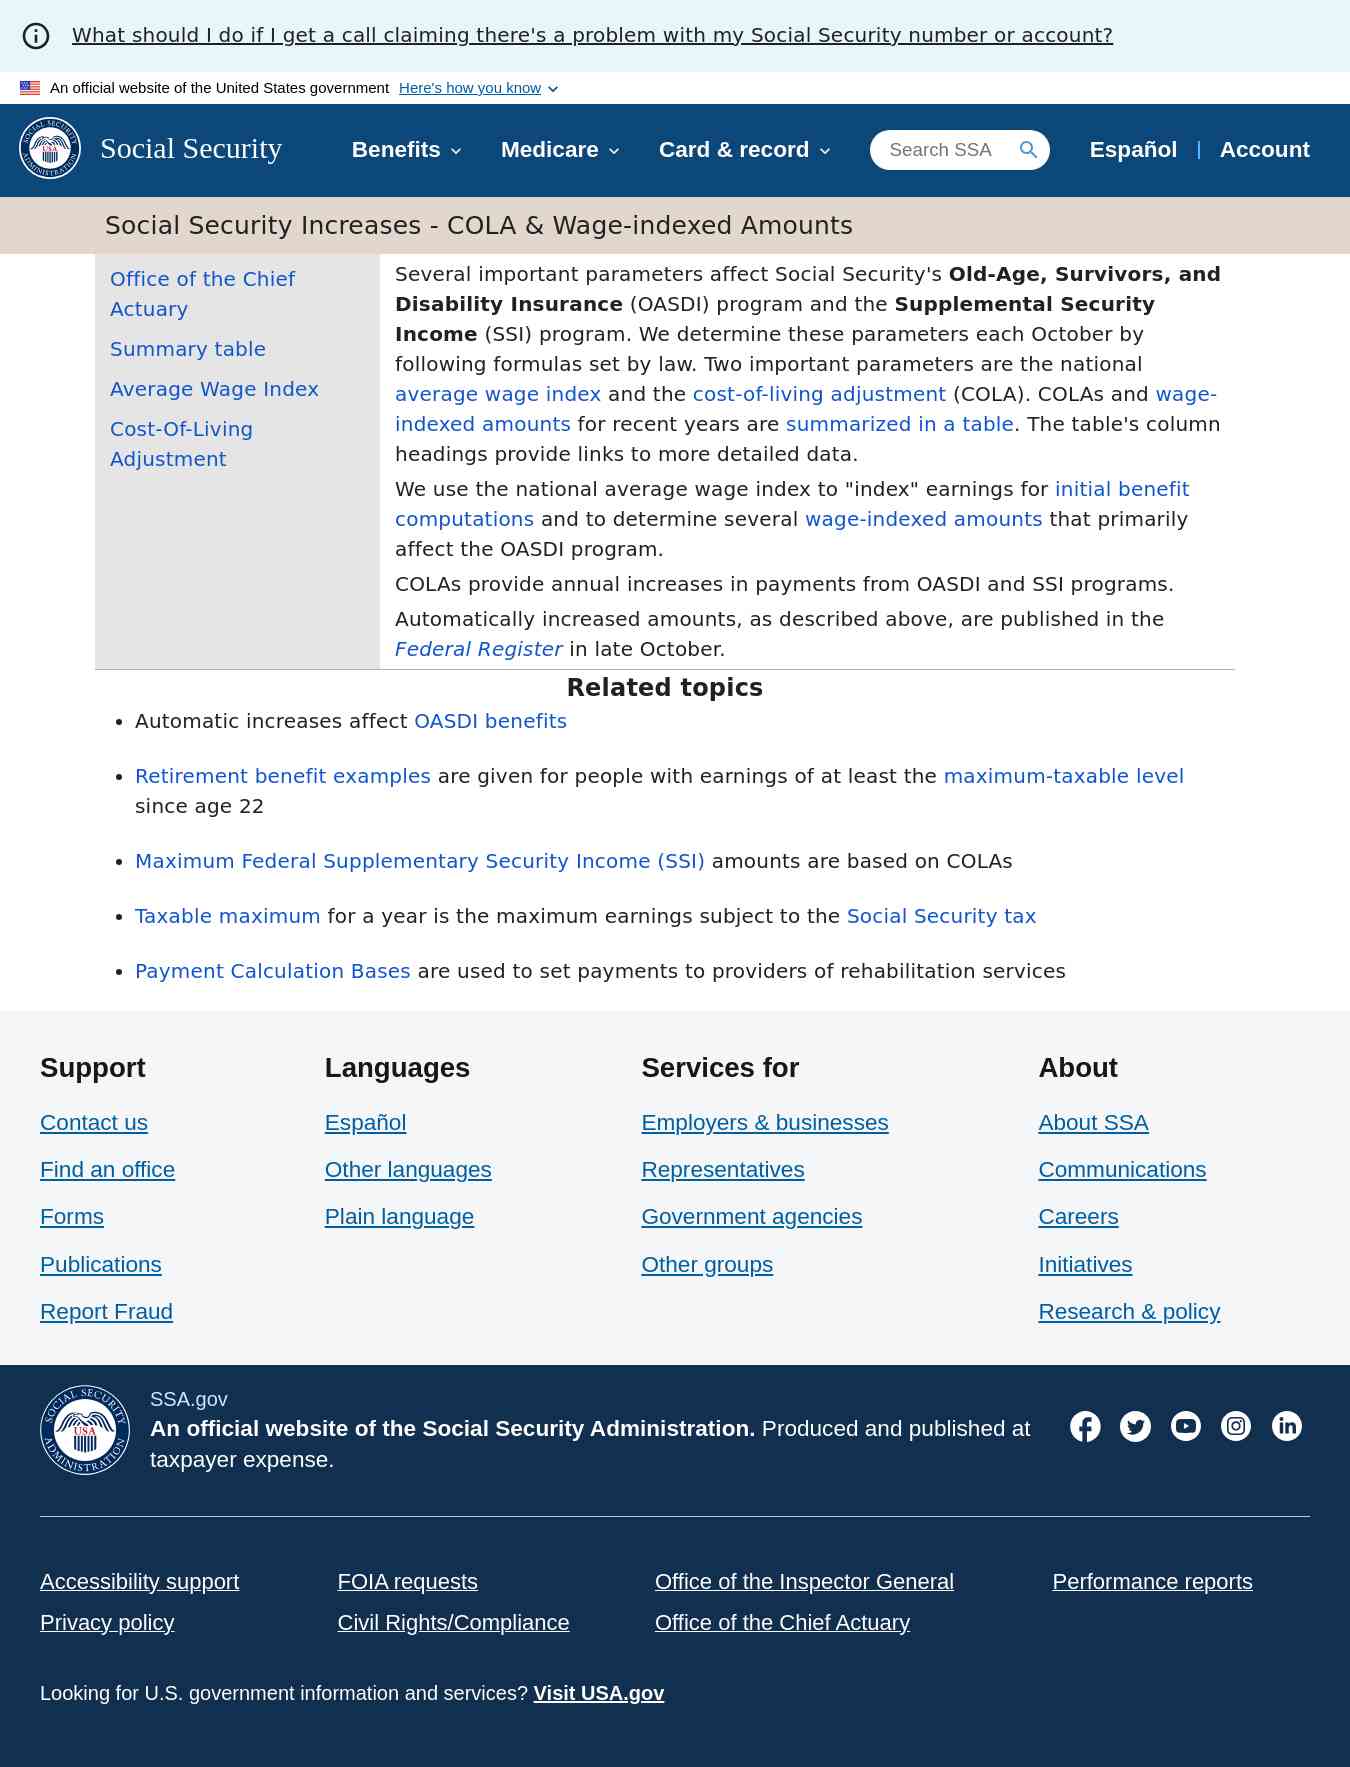 What should I do if I get a call claiming there's a problem with my Social Security number or account?
An official website of the United States government Here's how you know
Social Security
Benefits
Medicare
Card & record
Search SSA
Español
Account
Social Security Increases - COLA & Wage-indexed Amounts
Office of the Chief
Actuary
Summary table
Average Wage Index
Cost-Of-Living
Adjustment
Several important parameters affect Social Security's Old-Age, Survivors, and
Disability Insurance (OASDI) program and the Supplemental Security
Income (SSI) program. We determine these parameters each October by
following formulas set by law. Two important parameters are the national
average wage index and the cost-of-living adjustment (COLA). COLAs and wage-
indexed amounts for recent years are summarized in a table. The table's column
headings provide links to more detailed data.
We use the national average wage index to "index" earnings for initial benefit
computations and to determine several wage-indexed amounts that primarily
affect the OASDI program.
COLAs provide annual increases in payments from OASDI and SSI programs.
Automatically increased amounts, as described above, are published in the
Federal Register in late October.
Related topics
• Automatic increases affect OASDI benefits
• Retirement benefit examples are given for people with earnings of at least the maximum-taxable level
since age 22
• Maximum Federal Supplementary Security Income (SSI) amounts are based on COLAs
• Taxable maximum for a year is the maximum earnings subject to the Social Security tax
• Payment Calculation Bases are used to set payments to providers of rehabilitation services
Support
Contact us
Find an office
Forms
Publications
Report Fraud
Languages
Español
Other languages
Plain language
Services for
Employers & businesses
Representatives
Government agencies
Other groups
About
About SSA
Communications
Careers
Initiatives
Research & policy
SOCIAL SECURITY
USA
ADMINISTRATION
SSA.gov
An official website of the Social Security Administration. Produced and published at
taxpayer expense.
Accessibility support
FOIA requests
Office of the Inspector General
Performance reports
Privacy policy
Civil Rights/Compliance
Office of the Chief Actuary
Looking for U.S. government information and services? Visit USA.gov